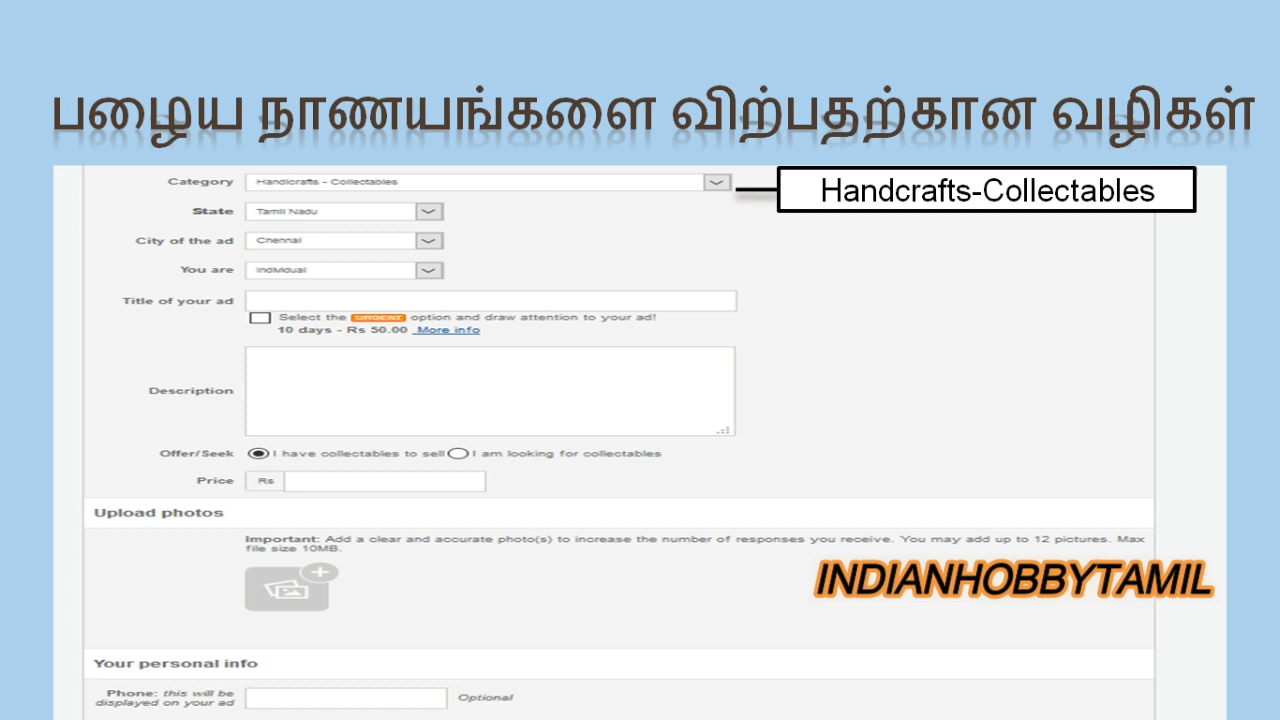 பழைய நாணயங்களை விற்பதற்கான வழிகள்
Category Handicrafts - Collectables
Handcrafts-Collectables
State Tamil Nadu
City of the ad Chennai
You are Individual
Title of your ad
Select the URGENT option and draw attention to your ad!
10 days - Rs 50.00 More info
Description
Offer/Seek I have collectables to sell I am looking for collectables
Price Rs
Upload photos
Important: Add a clear and accurate photo(s) to increase the number of responses you receive. You may add up to 12 pictures. Max
file size 10MB.
INDIANHOBBYTAMIL
Your personal info
Phone: this will be
displayed on your ad
Optional